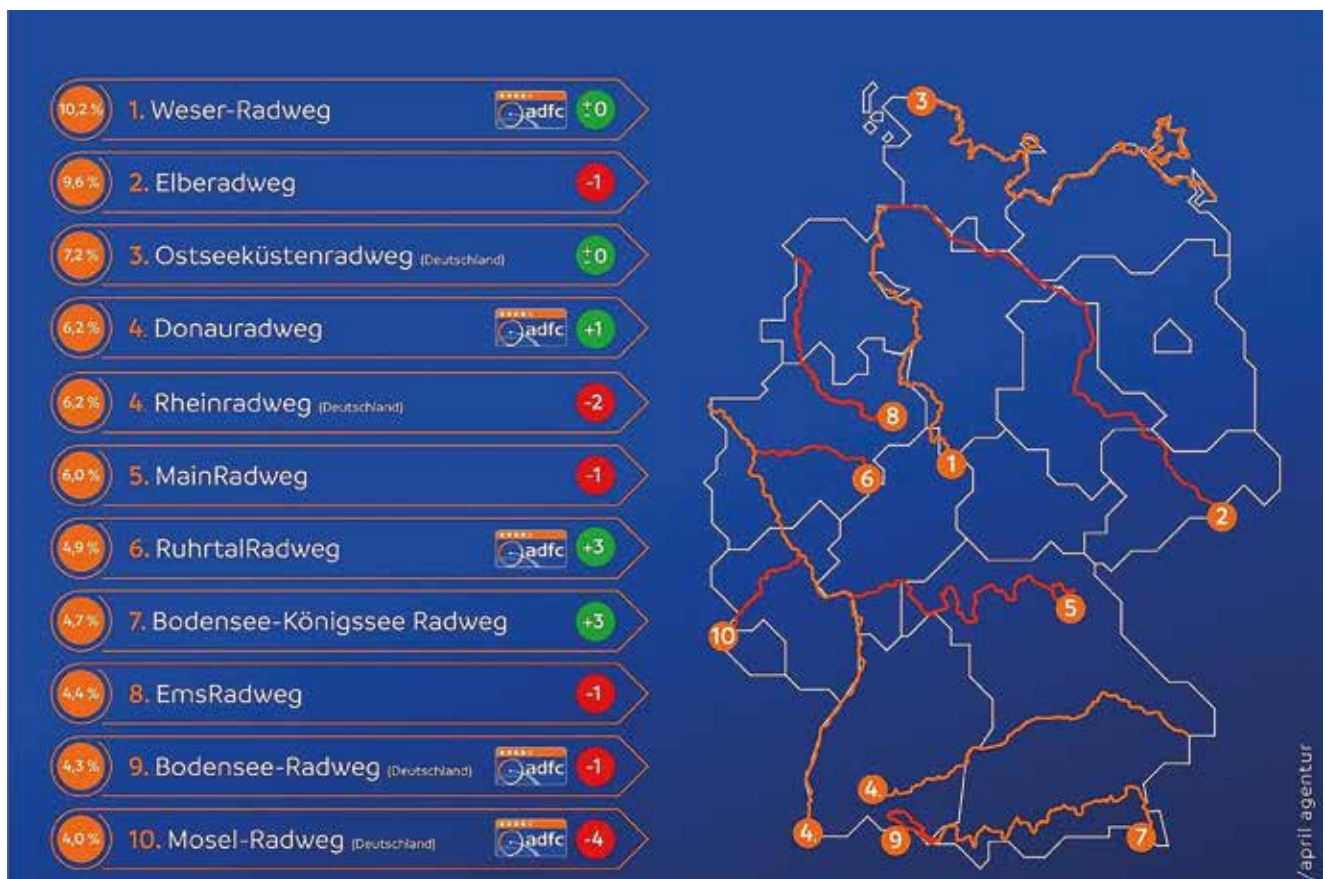 10,2 % 1. Weser-Radweg adfc ±0
9,6 % 2. Elberadweg -1
7,2 % 3. Ostseeküstenradweg (Deutschland) ±0
6,2 % 4. Donauradweg adfc +1
6,2 % 4. Rheinradweg (Deutschland) -2
6,0 % 5. MainRadweg -1
4,9 % 6. RuhrtalRadweg adfc +3
4,7 % 7. Bodensee-Königssee Radweg +3
4,4 % 8. EmsRadweg -1
4,3 % 9. Bodensee-Radweg (Deutschland) adfc -1
4,0 % 10. Mosel-Radweg (Deutschland) adfc -4
3
8
1
6
2
5
10
4.
4.
9
7
/april agentur